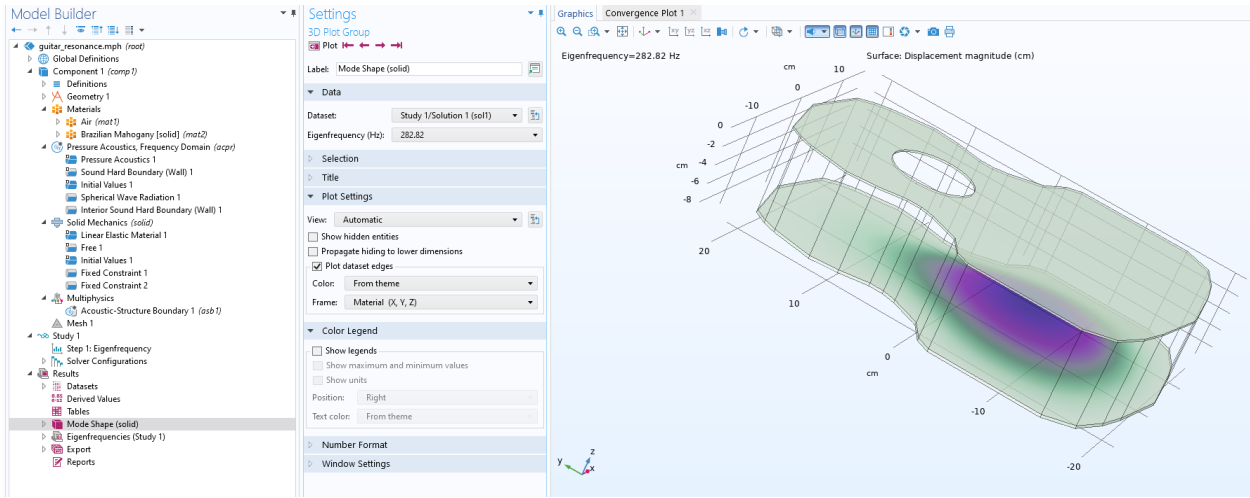 Model Builder
guitar_resonance.mph (root)
Global Definitions
Component 1 (comp1)
Definitions
Geometry 1
Materials
Air (mat1)
Brazilian Mahogany [solid] (mat2)
Pressure Acoustics, Frequency Domain (acpr)
Pressure Acoustics 1
Sound Hard Boundary (Wall) 1
Initial Values 1
Spherical Wave Radiation 1
Interior Sound Hard Boundary (Wall) 1
Solid Mechanics (solid)
Linear Elastic Material 1
Free 1
Initial Values 1
Fixed Constraint 1
Fixed Constraint 2
Multiphysics
Acoustic-Structure Boundary 1 (asb1)
Mesh 1
Study 1
Step 1: Eigenfrequency
Solver Configurations
Results
Datasets
Derived Values
Tables
Mode Shape (solid)
Eigenfrequencies (Study 1)
Export
Reports
Settings
3D Plot Group
Plot
Label: Mode Shape (solid)
Data
Dataset: Study 1/Solution 1 (sol1)
Eigenfrequency (Hz): 282.82
Selection
Title
Plot Settings
View: Automatic
Show hidden entities
Propagate hiding to lower dimensions
Plot dataset edges
Color: From theme
Frame: Material (X, Y, Z)
Color Legend
Show legends
Show maximum and minimum values
Show units
Position: Right
Text color: From theme
Number Format
Window Settings
Graphics Convergence Plot 1
xy yz xz
Eigenfrequency=282.82 Hz Surface: Displacement magnitude (cm)
cm 10
0
-10
0
-2
cm -4
-6
-8
20
10
0
cm
-10
-20
y z x